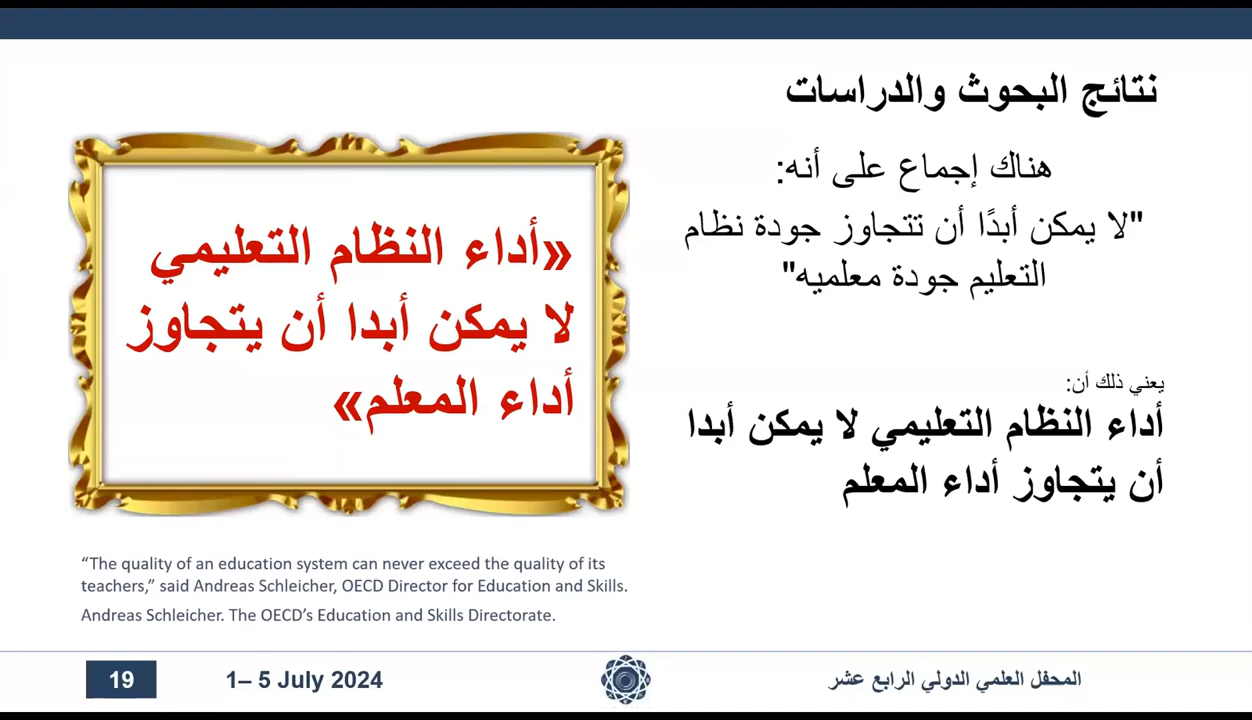 نتائج البحوث والدراسات
هناك إجماع على أنه:
"لا يمكن أبدًا أن تتجاوز جودة نظام
التعليم جودة معلميه"
يعني ذلك أن:
أداء النظام التعليمي لا يمكن أبدا
أن يتجاوز أداء المعلم
«أداء النظام التعليمي
لا يمكن أبدا أن يتجاوز
أداء المعلم»
“The quality of an education system can never exceed the quality of its
teachers,” said Andreas Schleicher, OECD Director for Education and Skills.
Andreas Schleicher. The OECD’s Education and Skills Directorate.
19
1– 5 July 2024
المحفل العلمي الدولي الرابع عشر